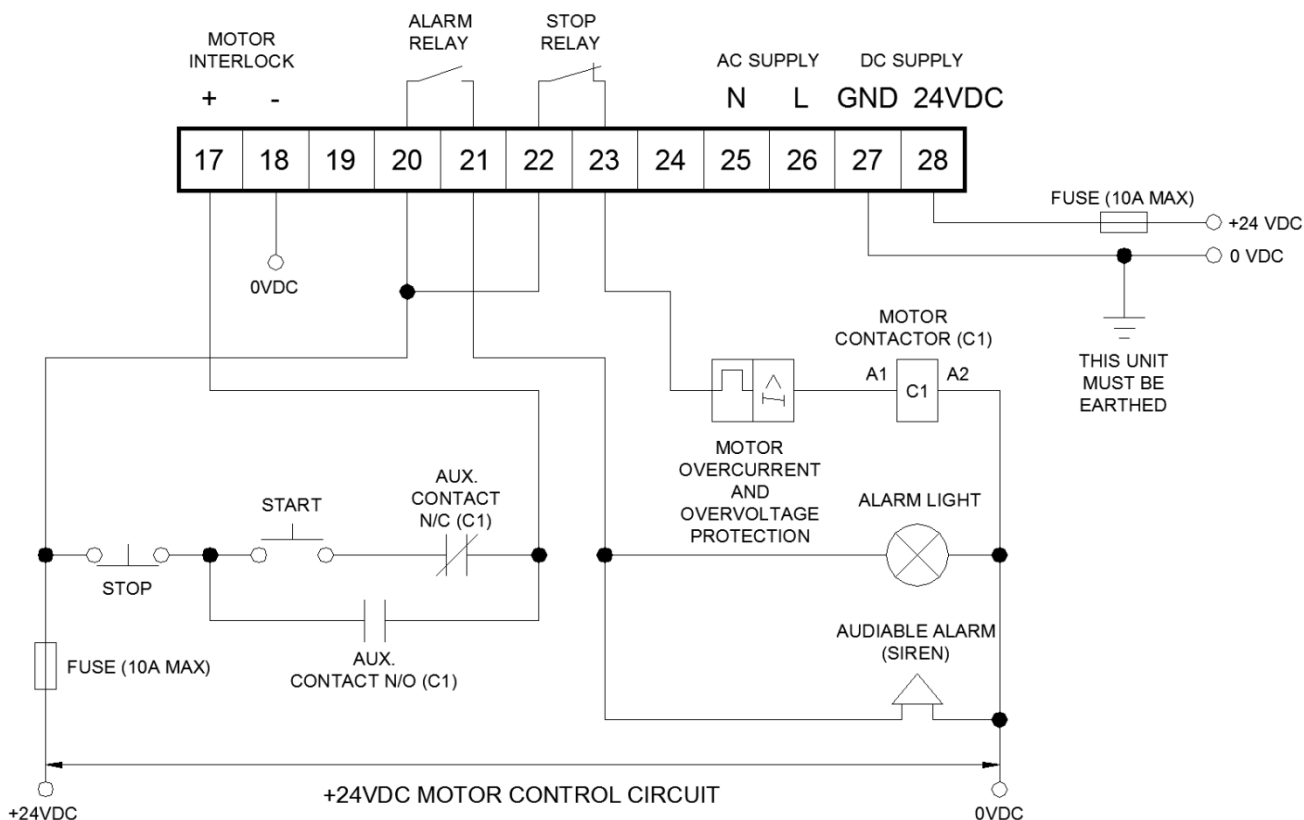 ALARM
RELAY
STOP
RELAY
MOTOR
INTERLOCK
AC SUPPLY
DC SUPPLY
+
-
N
L
GND
24VDC
17 18 19 20 21 22 23 24 25 26 27 28
FUSE (10A MAX)
+24 VDC
0 VDC
0VDC
MOTOR
CONTACTOR (C1)
THIS UNIT
MUST BE
EARTHED
A1
C1
A2
MOTOR
OVERCURRENT
AND
OVERVOLTAGE
PROTECTION
AUX.
CONTACT
N/C (C1)
START
ALARM LIGHT
STOP
AUDIABLE ALARM
(SIREN)
FUSE (10A MAX)
AUX.
CONTACT N/O (C1)
+24VDC MOTOR CONTROL CIRCUIT
+24VDC
0VDC